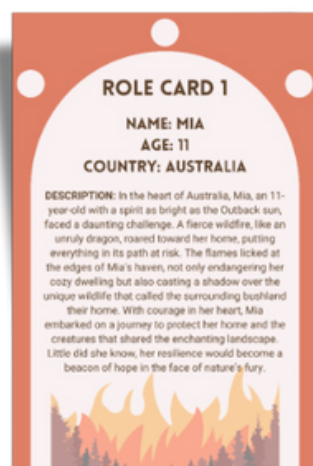 ROLE CARD 1
NAME: MIA
AGE: 11
COUNTRY: AUSTRALIA
DESCRIPTION: In the heart of Australia, Mia, an 11-
year-old with a spirit as bright as the Outback sun,
faced a daunting challenge. A fierce wildfire, like an
unruly dragon, roared toward her home, putting
everything in its path at risk. The flames licked at
the edges of Mia's haven, not only endangering her
cozy dwelling but also casting a shadow over the
unique wildlife that called the surrounding bushland
their home. With courage in her heart, Mia
embarked on a journey to protect her home and the
creatures that shared the enchanting landscape.
Little did she know, her resilience would become a
beacon of hope in the face of nature's fury.